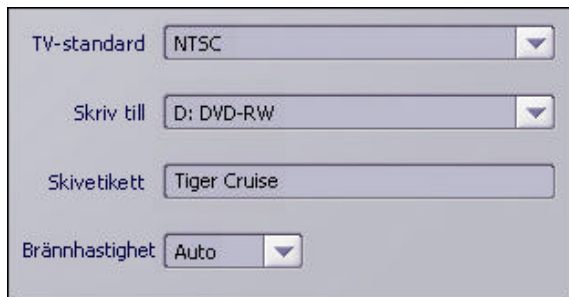 TV-standard NTSC
Skriv till D: DVD-RW
Skivetikett Tiger Cruise
Brännhastighet Auto